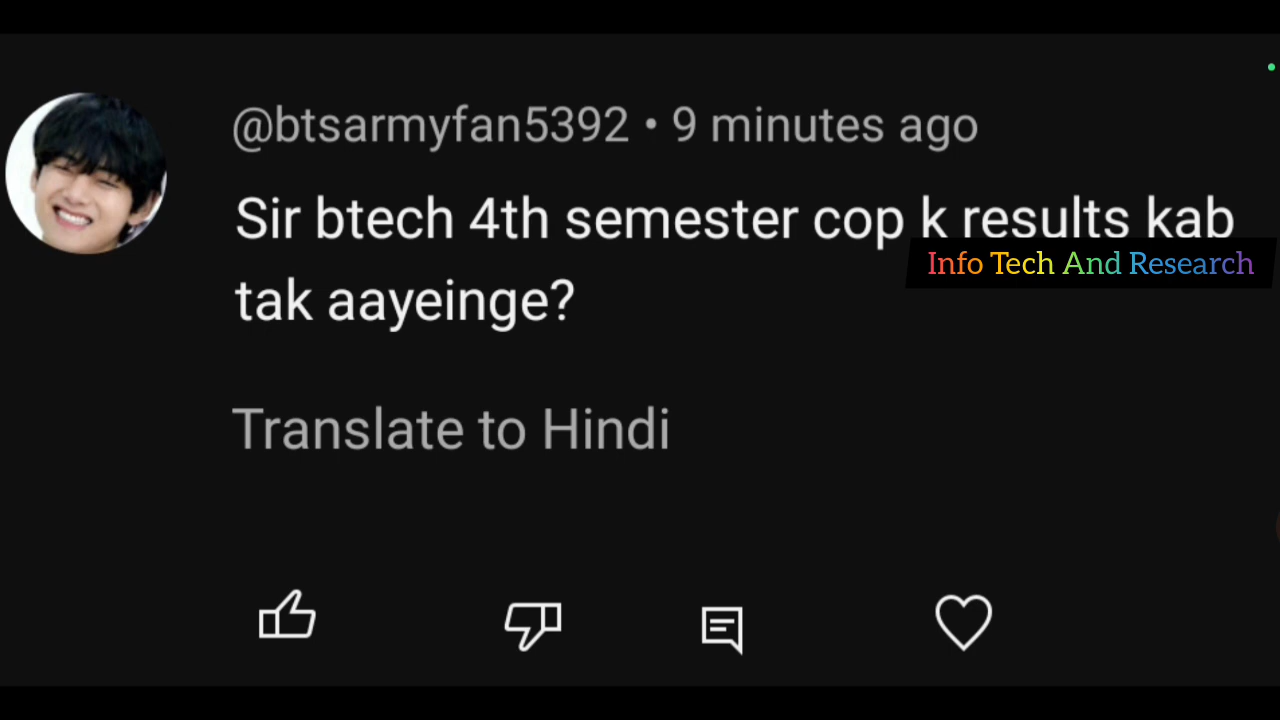 @btsarmyfan5392 • 9 minutes ago
Sir btech 4th semester cop k results kab
Info Tech And Research
tak aayeinge?
Translate to Hindi